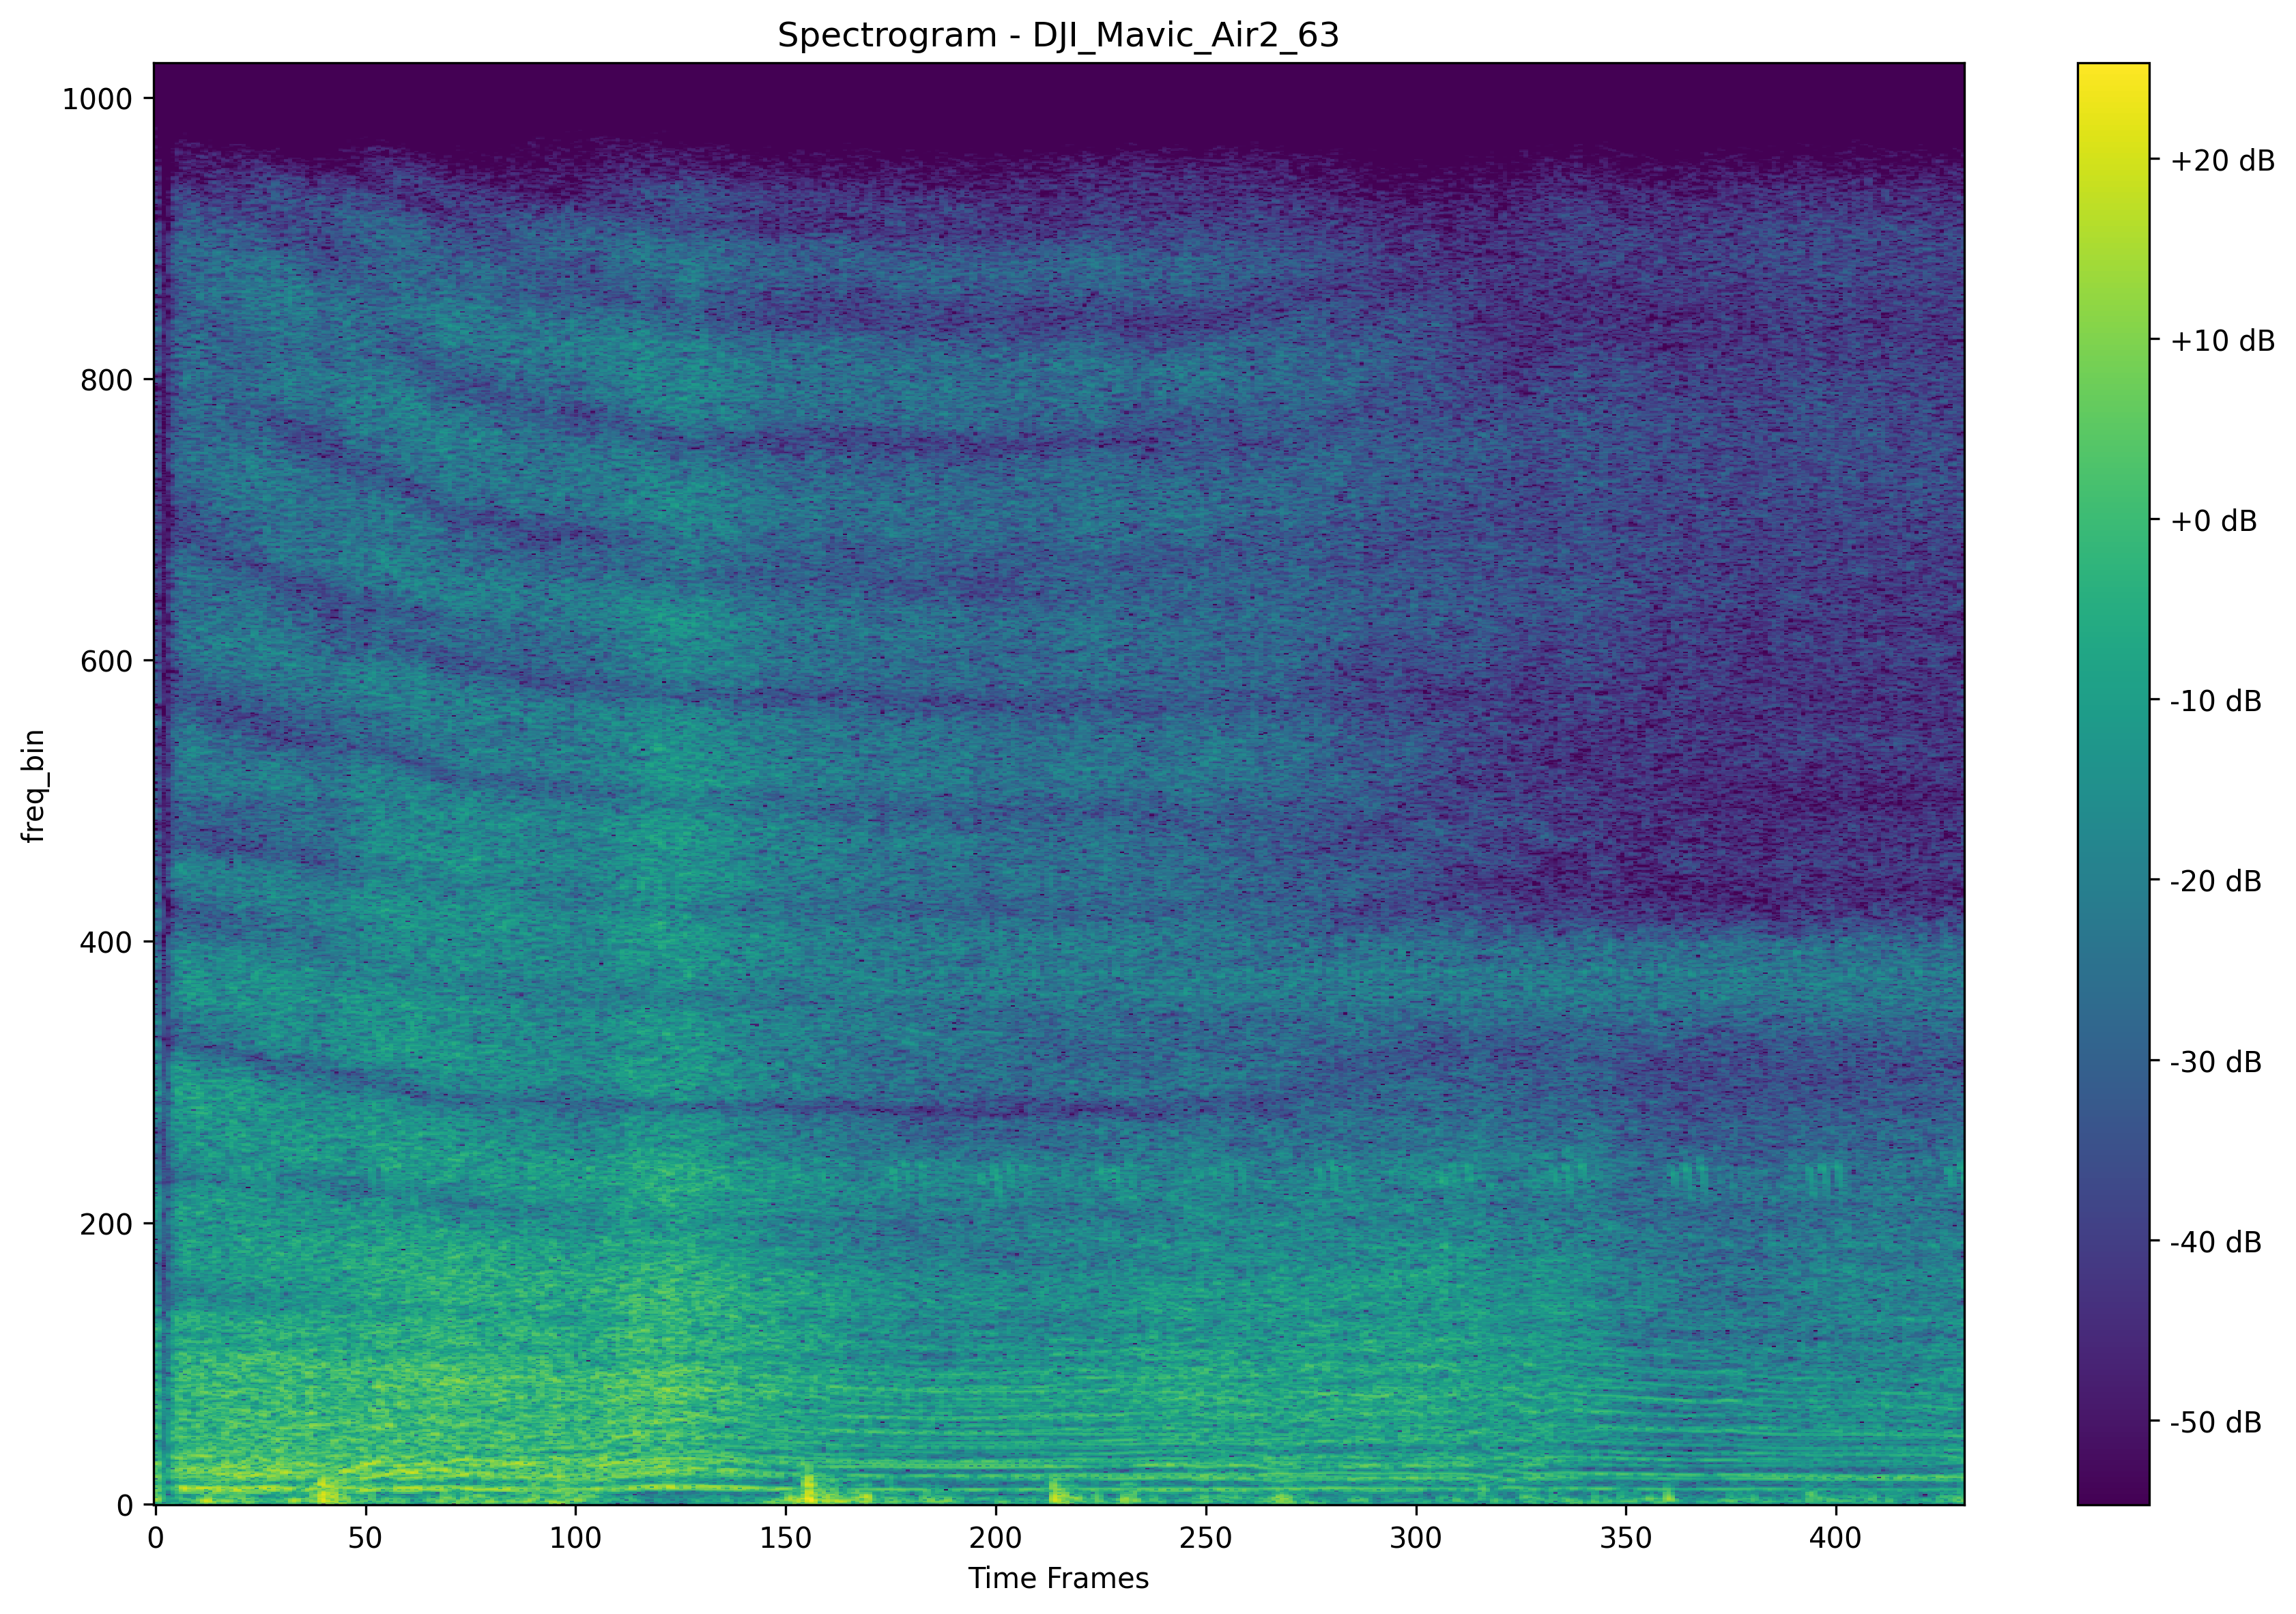 Spectrogram - DJI_Mavic_Air2_63
1000
800
600
400
200
0
freq_bin
0 50 100 150 200 250 300 350 400
Time Frames
+20 dB
+10 dB
+0 dB
-10 dB
-20 dB
-30 dB
-40 dB
-50 dB